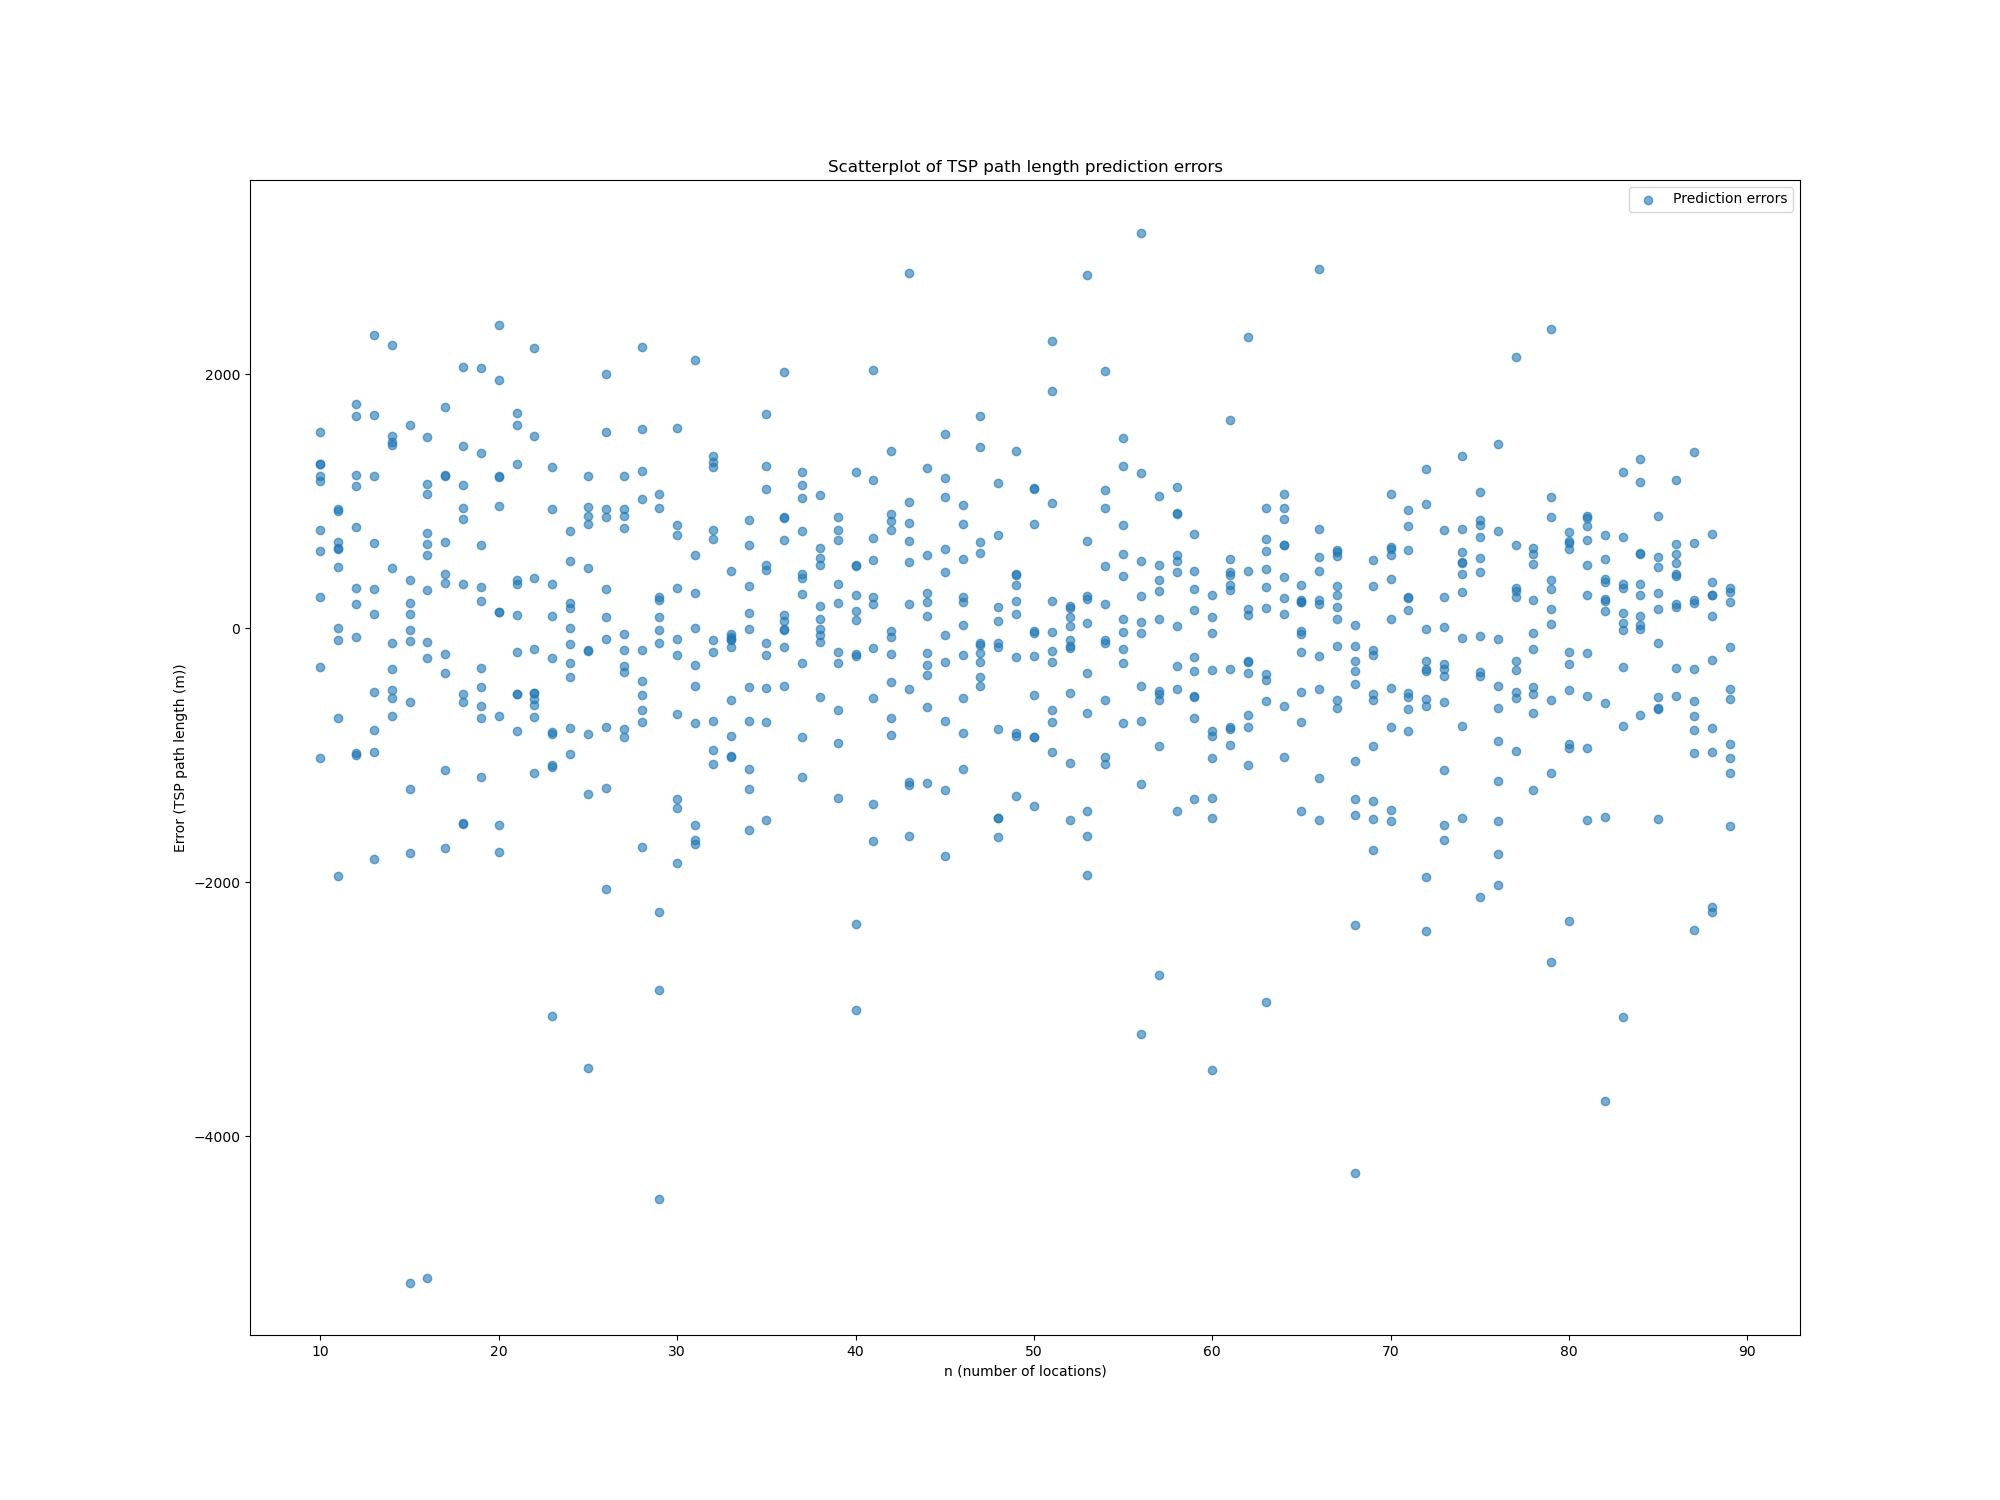 Scatterplot of TSP path length prediction errors
Prediction errors
2000
0
−2000
−4000
Error (TSP path length (m))
10 20 30 40 50 60 70 80 90
n (number of locations)